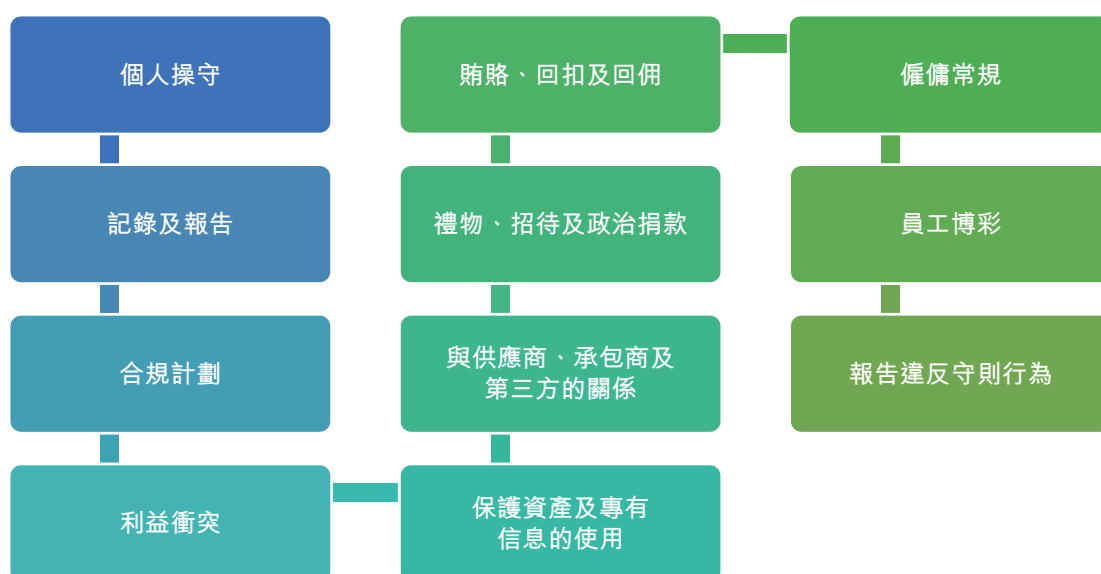 個人操守
記錄及報告
合規計劃
利益衝突
保護資產及專有
信息的使用
與供應商、承包商及
第三方的關係
禮物、招待及政治捐款
賄賂、回扣及回佣
僱傭常規
員工博彩
報告違反守則行為